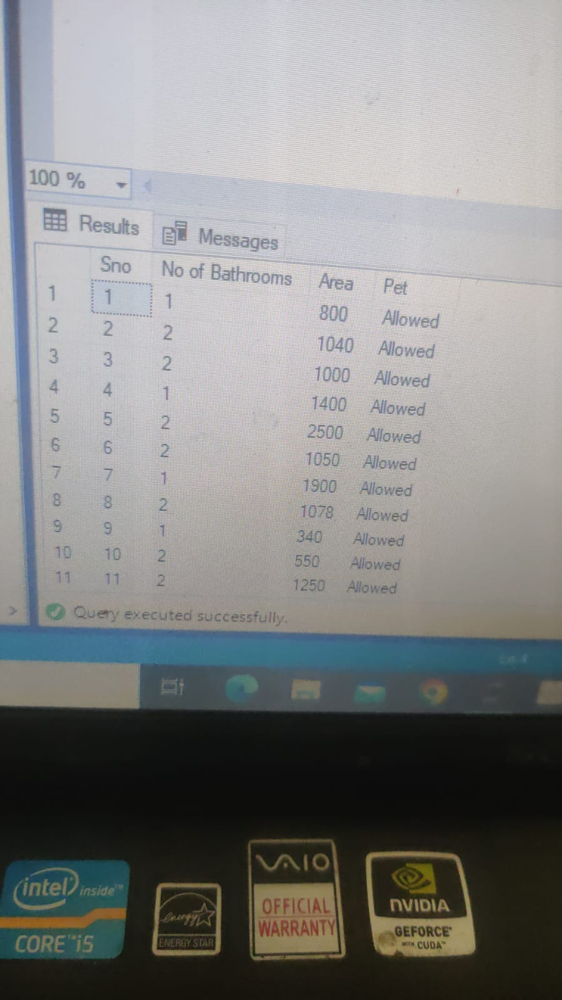 100 %
Results Messages
Sno No of Bathrooms Area Pet
1 1 1 800 Allowed
2 2 2 1040 Allowed
3 3 2 1000 Allowed
4 4 1 1400 Allowed
5 5 2 2500 Allowed
6 6 2 1050 Allowed
7 7 1 1900 Allowed
8 8 2 1078 Allowed
9 9 1 340 Allowed
10 10 2 550 Allowed
11 11 2 1250 Allowed
Query executed successfully.
intel inside™
CORE™ i5
energy
ENERGY STAR
VAIO
OFFICIAL
WARRANTY
NVIDIA
GEFORCE®
WITH CUDA™